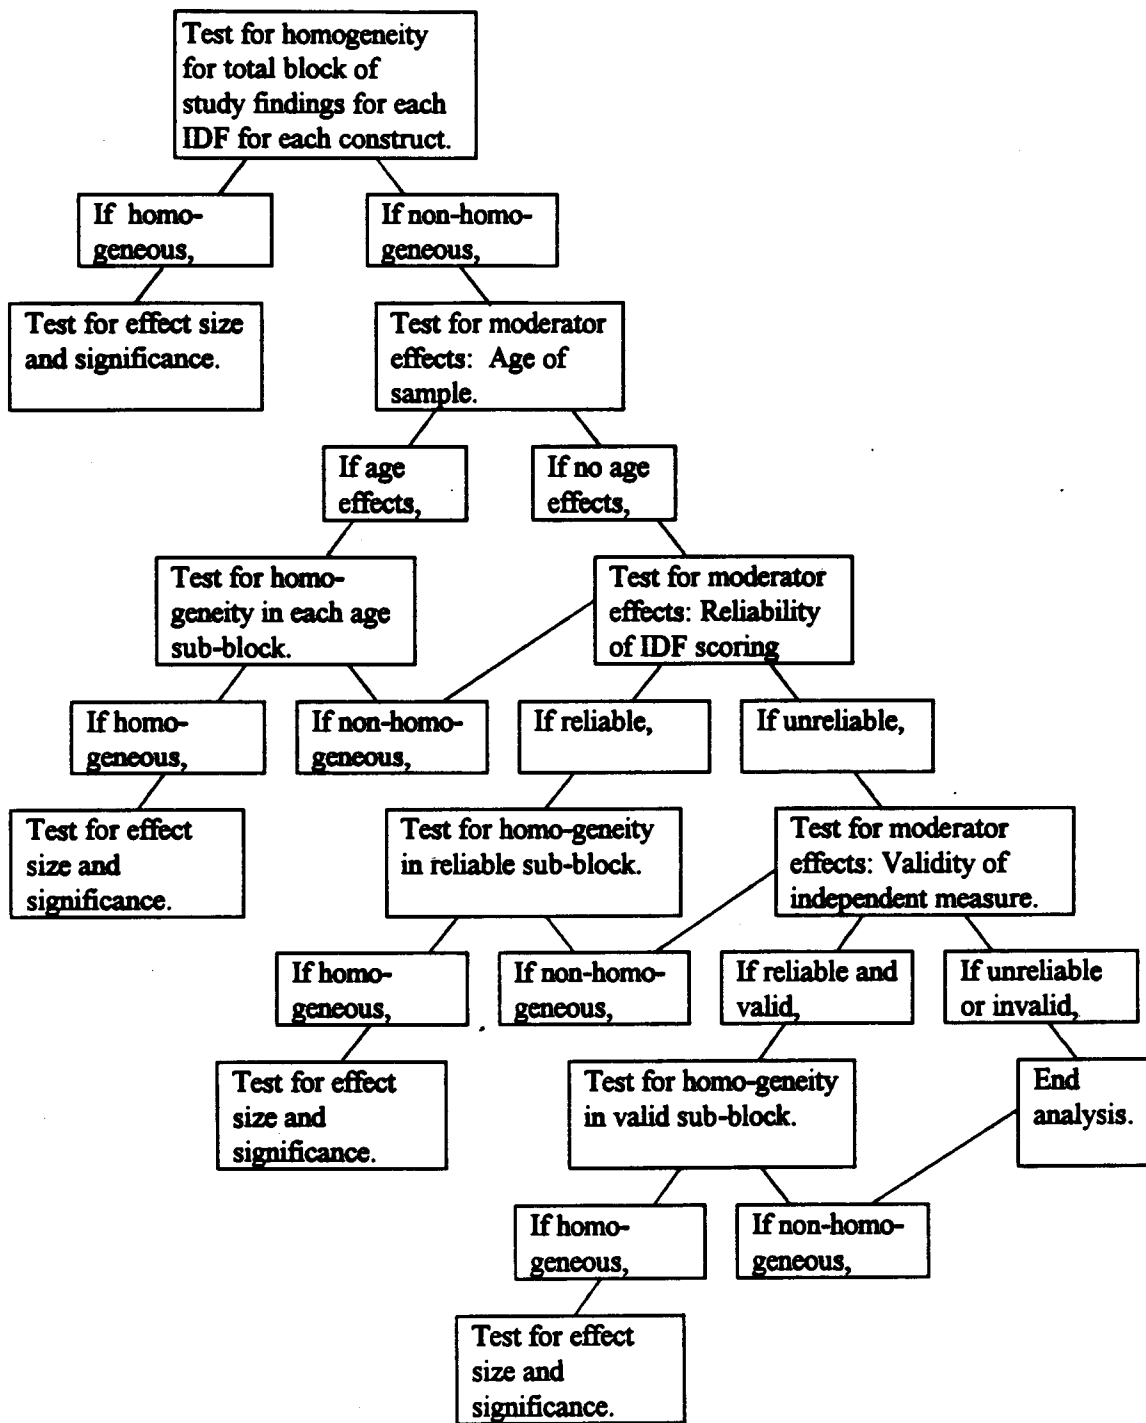 Test for homogeneity
for total block of
study findings for each
IDF for each construct.
If homo-
geneous,
If non-homo-
geneous,
Test for effect size
and significance.
Test for moderator
effects: Age of
sample.
If age
effects,
If no age
effects,
Test for homo-
geneity in each age
sub-block.
Test for moderator
effects: Reliability
of IDF scoring
If homo-
geneous,
If non-homo-
geneous,
If reliable,
If unreliable,
Test for effect
size and
significance.
Test for homo-geneity
in reliable sub-block.
Test for moderator
effects: Validity of
independent measure.
If homo-
geneous,
If non-homo-
geneous,
If reliable and
valid,
If unreliable
or invalid,
Test for effect
size and
significance.
Test for homo-geneity
in valid sub-block.
End
analysis.
If homo-
geneous,
If non-homo-
geneous,
Test for effect
size and
significance.